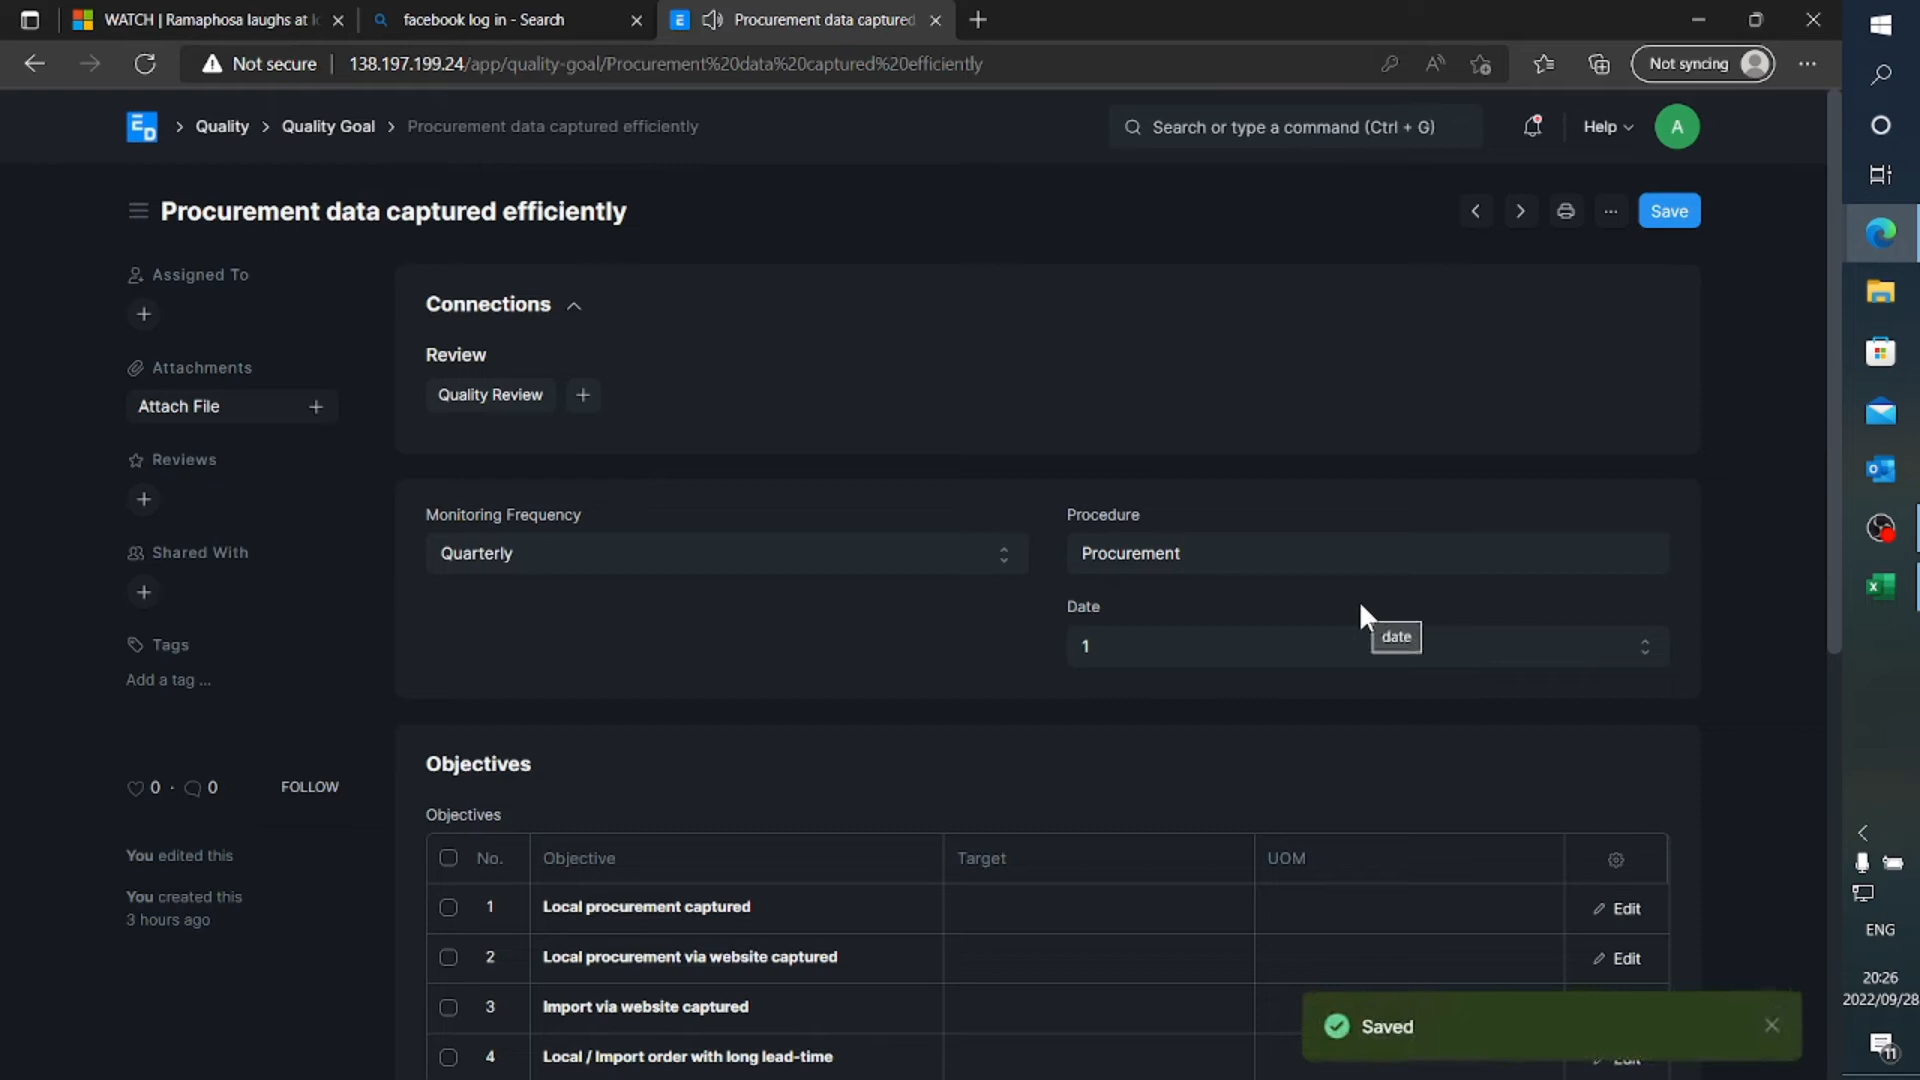 WATCH | Ramaphosa laughs at
facebook log in - Search
Procurement data captured
Not secure
138.197.199.24/app/quality-goal/Procurement%20data%20captured%20efficiently
Not syncing
Quality
Quality Goal
Procurement data captured efficiently
Search or type a command (Ctrl + G)
Help
A
Procurement data captured efficiently
Save
Assigned To
Connections
Review
Attachments
Quality Review
Attach File
Reviews
Monitoring Frequency
Procedure
Quarterly
Procurement
Shared With
Date
date
1
Tags
Add a tag ...
Objectives
0 · 0
FOLLOW
Objectives
You edited this
No. Objective Target UOM
You created this
3 hours ago
1 Local procurement captured Edit
2 Local procurement via website captured Edit
3 Import via website captured
4 Local / Import order with long lead-time
Saved
ENG
20:26
2022/09/28
11